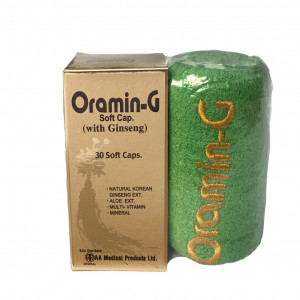 Oramin-G
Soft Cap.
(with Ginseng)
30 Soft Caps.
• NATURAL KOREAN
GINSENG EXT.
• ALOE EXT.
• MULTI- VITAMIN
MINERAL
AA Medical Products Ltd.
Oramin-G